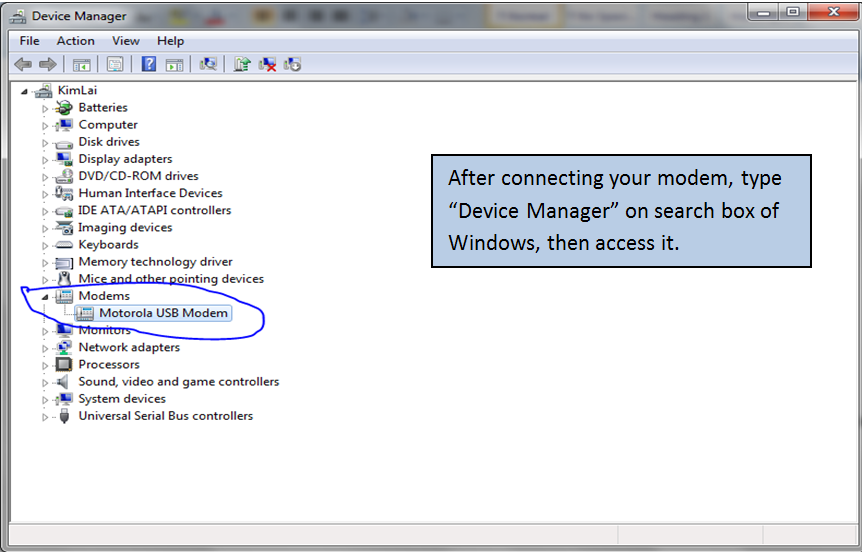 Device Manager
File Action View Help
KimLai
Batteries
Computer
Disk drives
Display adapters
DVD/CD-ROM drives
Human Interface Devices
IDE ATA/ATAPI controllers
Imaging devices
Keyboards
Memory technology driver
Mice and other pointing devices
Modems
Motorola USB Modem
Monitors
Network adapters
Processors
Sound, video and game controllers
System devices
Universal Serial Bus controllers
After connecting your modem, type
“Device Manager” on search box of
Windows, then access it.